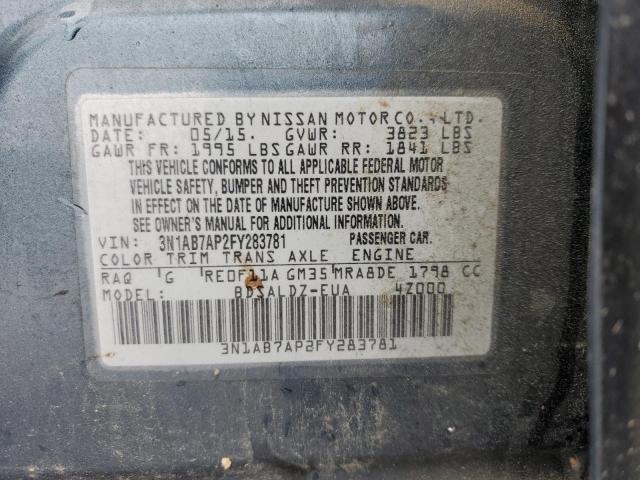 MANUFACTURED BY NISSAN MOTOR CO., LTD.
DATE: 05/15. GVWR: 3823 LBS
GAWR FR: 1995 LBS GAWR RR: 1841 LBS
THIS VEHICLE CONFORMS TO ALL APPLICABLE FEDERAL MOTOR
VEHICLE SAFETY, BUMPER AND THEFT PREVENTION STANDARDS
IN EFFECT ON THE DATE OF MANUFACTURE SHOWN ABOVE.
SEE OWNER'S MANUAL FOR ADDITIONAL INFORMATION.
VIN: 3N1AB7AP2FY283781 PASSENGER CAR.
COLOR TRIM TRANS AXLE ENGINE
RAQ G RE0F11A GM35 MRA8DE 1798 CC
MODEL: BDSALDZ-EUA 4Z000
3N1AB7AP2FY283781